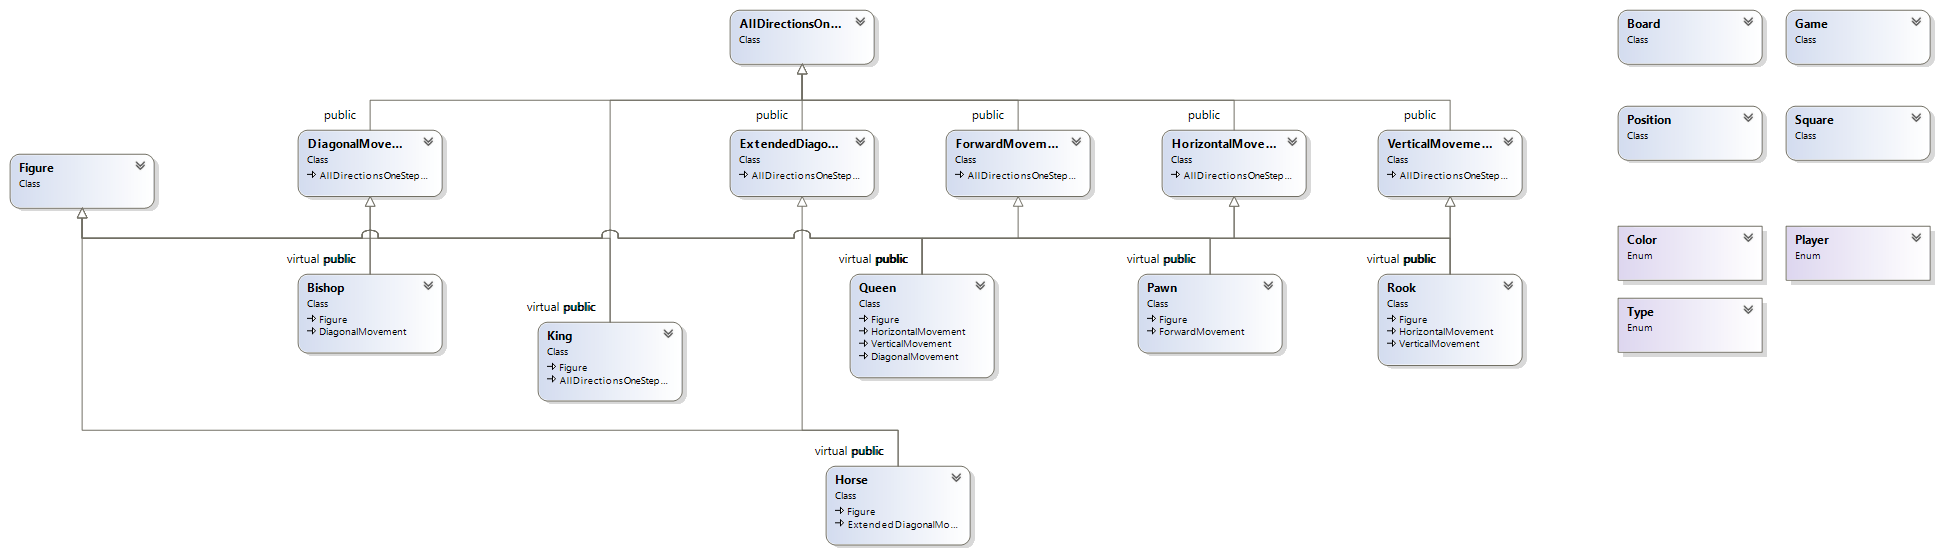 AllDirectionsOn...
Class
Board
Class
Game
Class
Position
Class
Square
Class
public
public
public
public
public
Figure
Class
DiagonalMove...
Class
AllDirectionsOneStep...
ExtendedDiago...
Class
AllDirectionsOneStep...
ForwardMovem...
Class
AllDirectionsOneStep...
HorizontalMove...
Class
AllDirectionsOneStep...
VerticalMoveme...
Class
AllDirectionsOneStep...
Color
Enum
Player
Enum
Type
Enum
virtual public
virtual public
virtual public
virtual public
virtual public
Bishop
Class
Figure
DiagonalMovement
King
Class
Figure
AllDirectionsOneStep...
Queen
Class
Figure
HorizontalMovement
VerticalMovement
DiagonalMovement
Pawn
Class
Figure
ForwardMovement
Rook
Class
Figure
HorizontalMovement
VerticalMovement
virtual public
Horse
Class
Figure
ExtendedDiagonalMo...